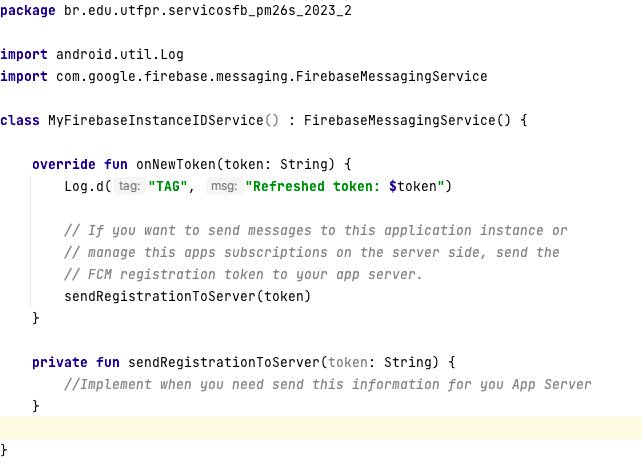 package br.edu.utfpr.servicosfb_pm26s_2023_2
import android.util.Log
import com.google.firebase.messaging.FirebaseMessagingService
class MyFirebaseInstanceIDService() : FirebaseMessagingService() {
override fun onNewToken(token: String) {
Log.d( tag: "TAG", msg: "Refreshed token: $token")
// If you want to send messages to this application instance or
// manage this apps subscriptions on the server side, send the
// FCM registration token to your app server.
sendRegistrationToServer(token)
}
private fun sendRegistrationToServer(token: String) {
//Implement when you need send this information for you App Server
}
}